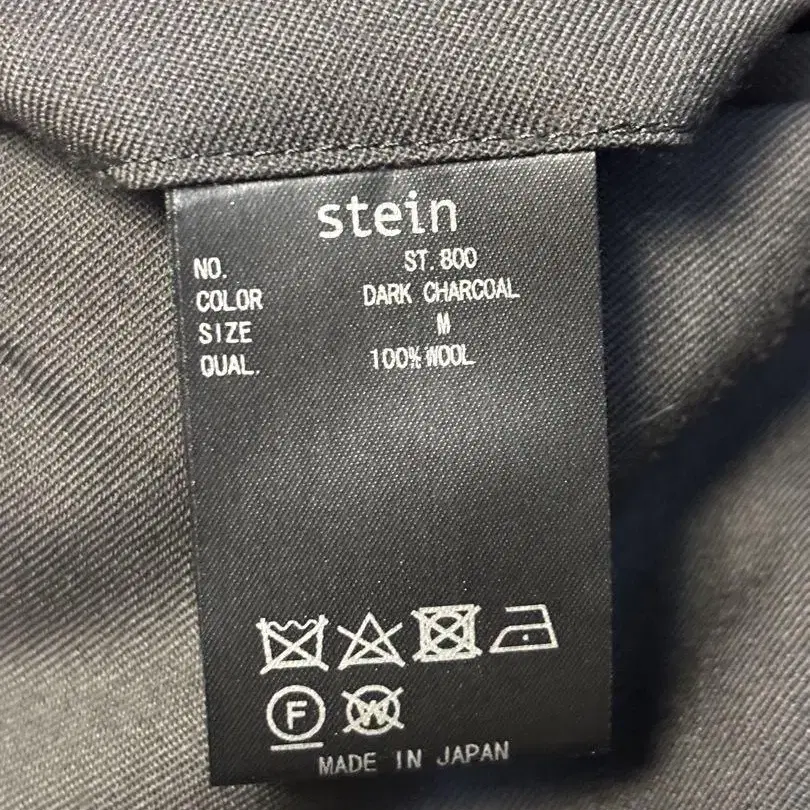 stein
NO. ST.800
COLOR DARK CHARCOAL
SIZE M
QUAL. 100% WOOL
F W
MADE IN JAPAN